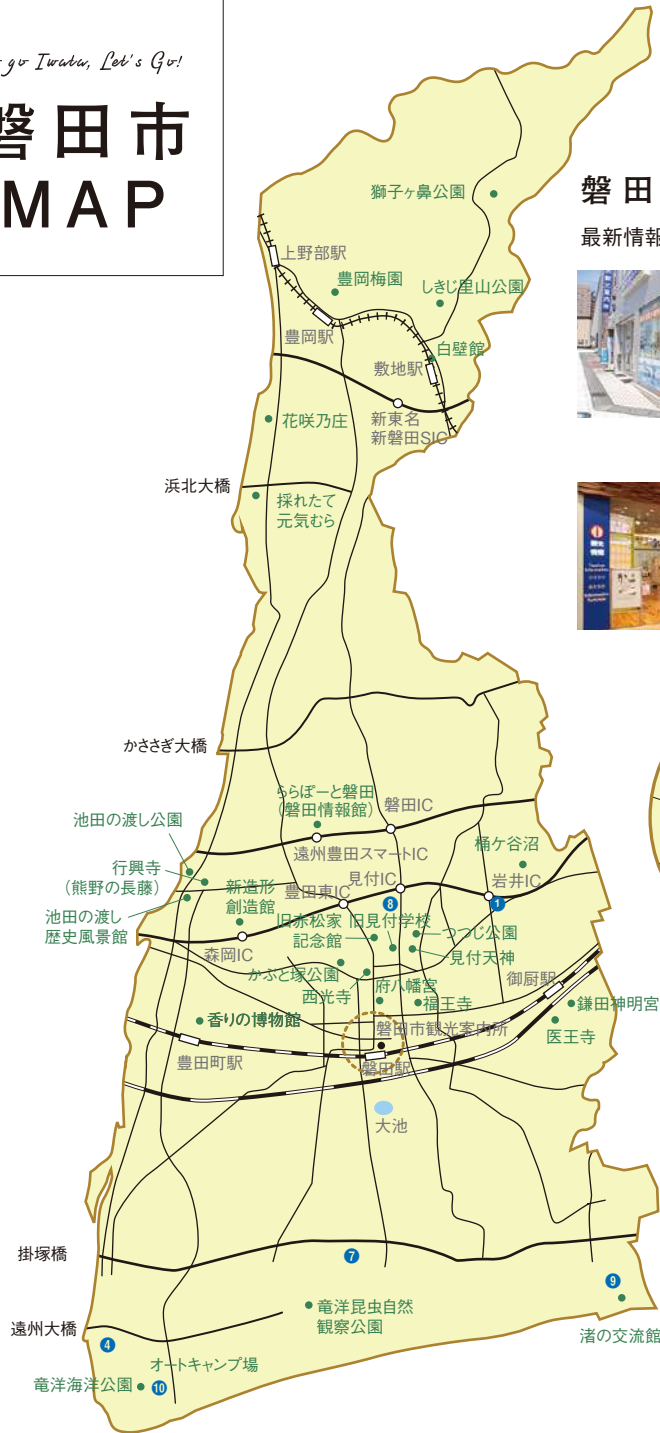 go Iwata, Let's Go!
磐田市
MAP
磐田
最新情報
獅子ヶ鼻公園
上野部駅
豊岡梅園
しきじ里山公園
豊岡駅
白壁館
敷地駅
花咲乃庄
新東名
新磐田SIC
浜北大橋
採れたて
元気むら
かささぎ大橋
ららぽーと磐田
(磐田情報館)
磐田IC
池田の渡し公園
遠州豊田スマートIC
桶ケ谷沼
行興寺
(熊野の長藤)
新造形
創造館
豊田東IC
見付IC
岩井IC
8
1
池田の渡し
歴史風景館
旧赤松家
記念館
旧見付学校
つつじ公園
見付天神
森岡IC
かぶと塚公園
西光寺
府八幡宮
福王寺
御厨駅
鎌田神明宮
香りの博物館
磐田市観光案内所
医王寺
豊田町駅
磐田駅
大池
掛塚橋
7
9
竜洋昆虫自然
観察公園
遠州大橋
渚の交流館
4
オートキャンプ場
竜洋海洋公園
10